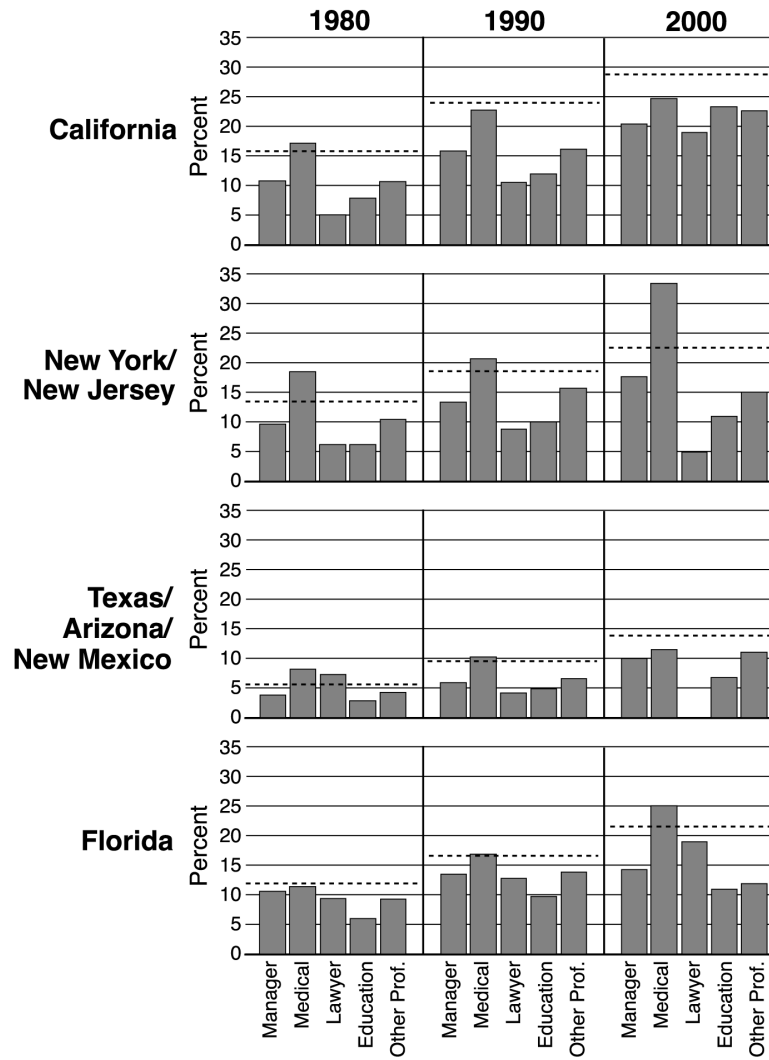 1980 1990 2000
California
Percent
35
30
25
20
15
10
5
0
New York/
New Jersey
Percent
35
30
25
20
15
10
5
0
Texas/
Arizona/
New Mexico
Percent
35
30
25
20
15
10
5
0
Florida
Percent
35
30
25
20
15
10
5
0
Manager Medical Lawyer Education Other Prof. Manager Medical Lawyer Education Other Prof. Manager Medical Lawyer Education Other Prof.